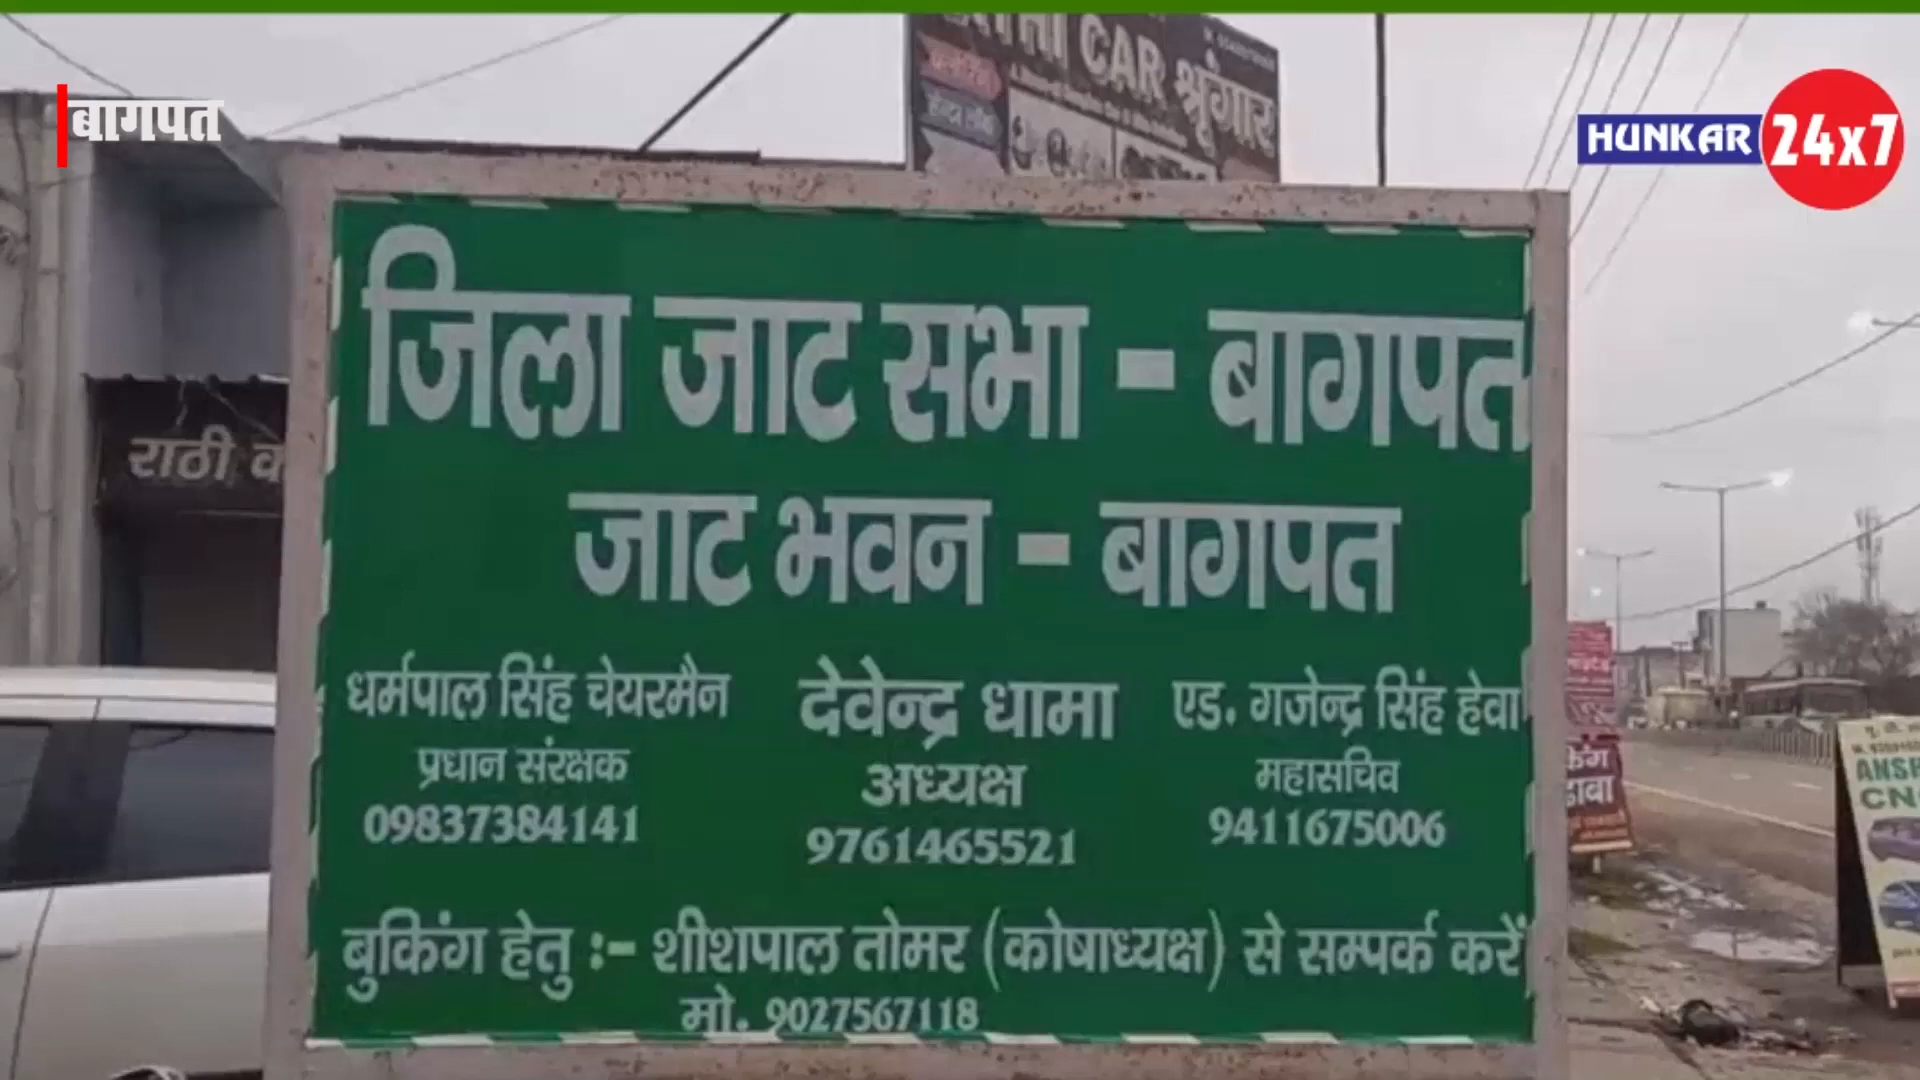 बागपत
HUNKAR 24x7
CAR श्रृंगार
राठी
जिला जाट सभा - बागपत
जाट भवन - बागपत
धर्मपाल सिंह चेयरमैन
प्रधान संरक्षक
09837384141
देवेन्द्र धामा
अध्यक्ष
9761465521
एड. गजेन्द्र सिंह हेवा
महासचिव
9411675006
बुकिंग हेतु :- शीशपाल तोमर (कोषाध्यक्ष) से सम्पर्क करें
मो. 9027567118